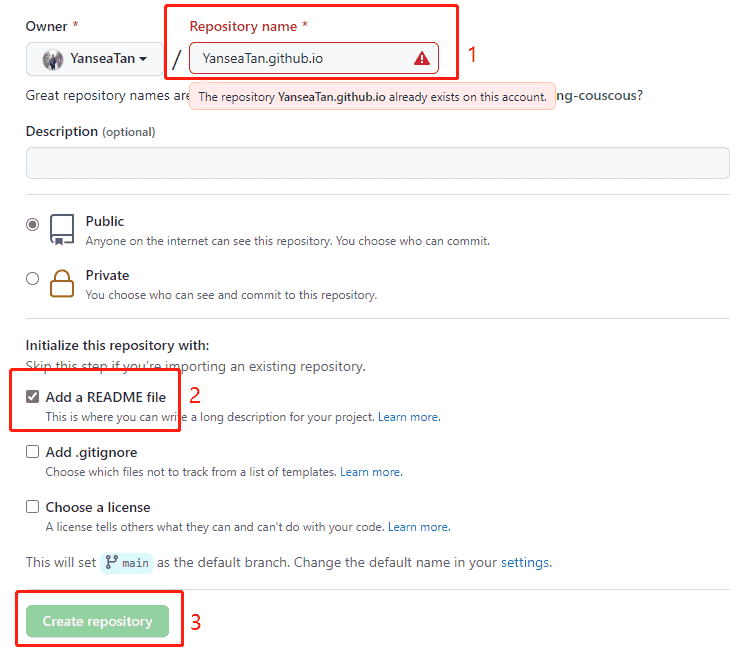 Owner *
Repository name *
YanseaTan
/
YanseaTan.github.io
1
Great repository names are
The repository YanseaTan.github.io already exists on this account.
ng-couscous?
Description (optional)
Public
Anyone on the internet can see this repository. You choose who can commit.
Private
You choose who can see and commit to this repository.
Initialize this repository with:
Skip this step if you're importing an existing repository.
Add a README file
2
This is where you can write a long description for your project. Learn more.
Add .gitignore
Choose which files not to track from a list of templates. Learn more.
Choose a license
A license tells others what they can and can't do with your code. Learn more.
This will set main as the default branch. Change the default name in your settings.
Create repository
3